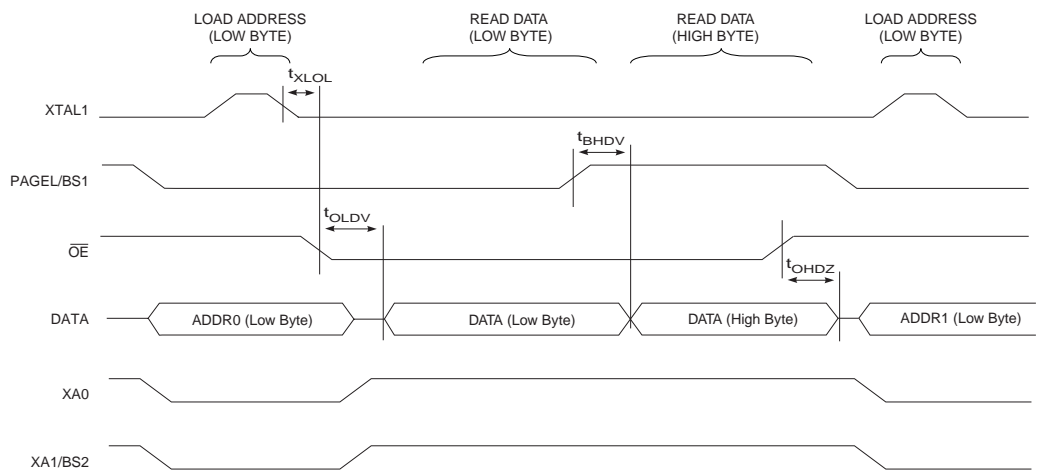 LOAD ADDRESS
(LOW BYTE)
READ DATA
(LOW BYTE)
READ DATA
(HIGH BYTE)
LOAD ADDRESS
(LOW BYTE)
tXLOL
XTAL1
tBHDV
PAGEL/BS1
tOLDV
OE
tOHDZ
DATA
ADDR0 (Low Byte)
DATA (Low Byte)
DATA (High Byte)
ADDR1 (Low Byte)
XA0
XA1/BS2